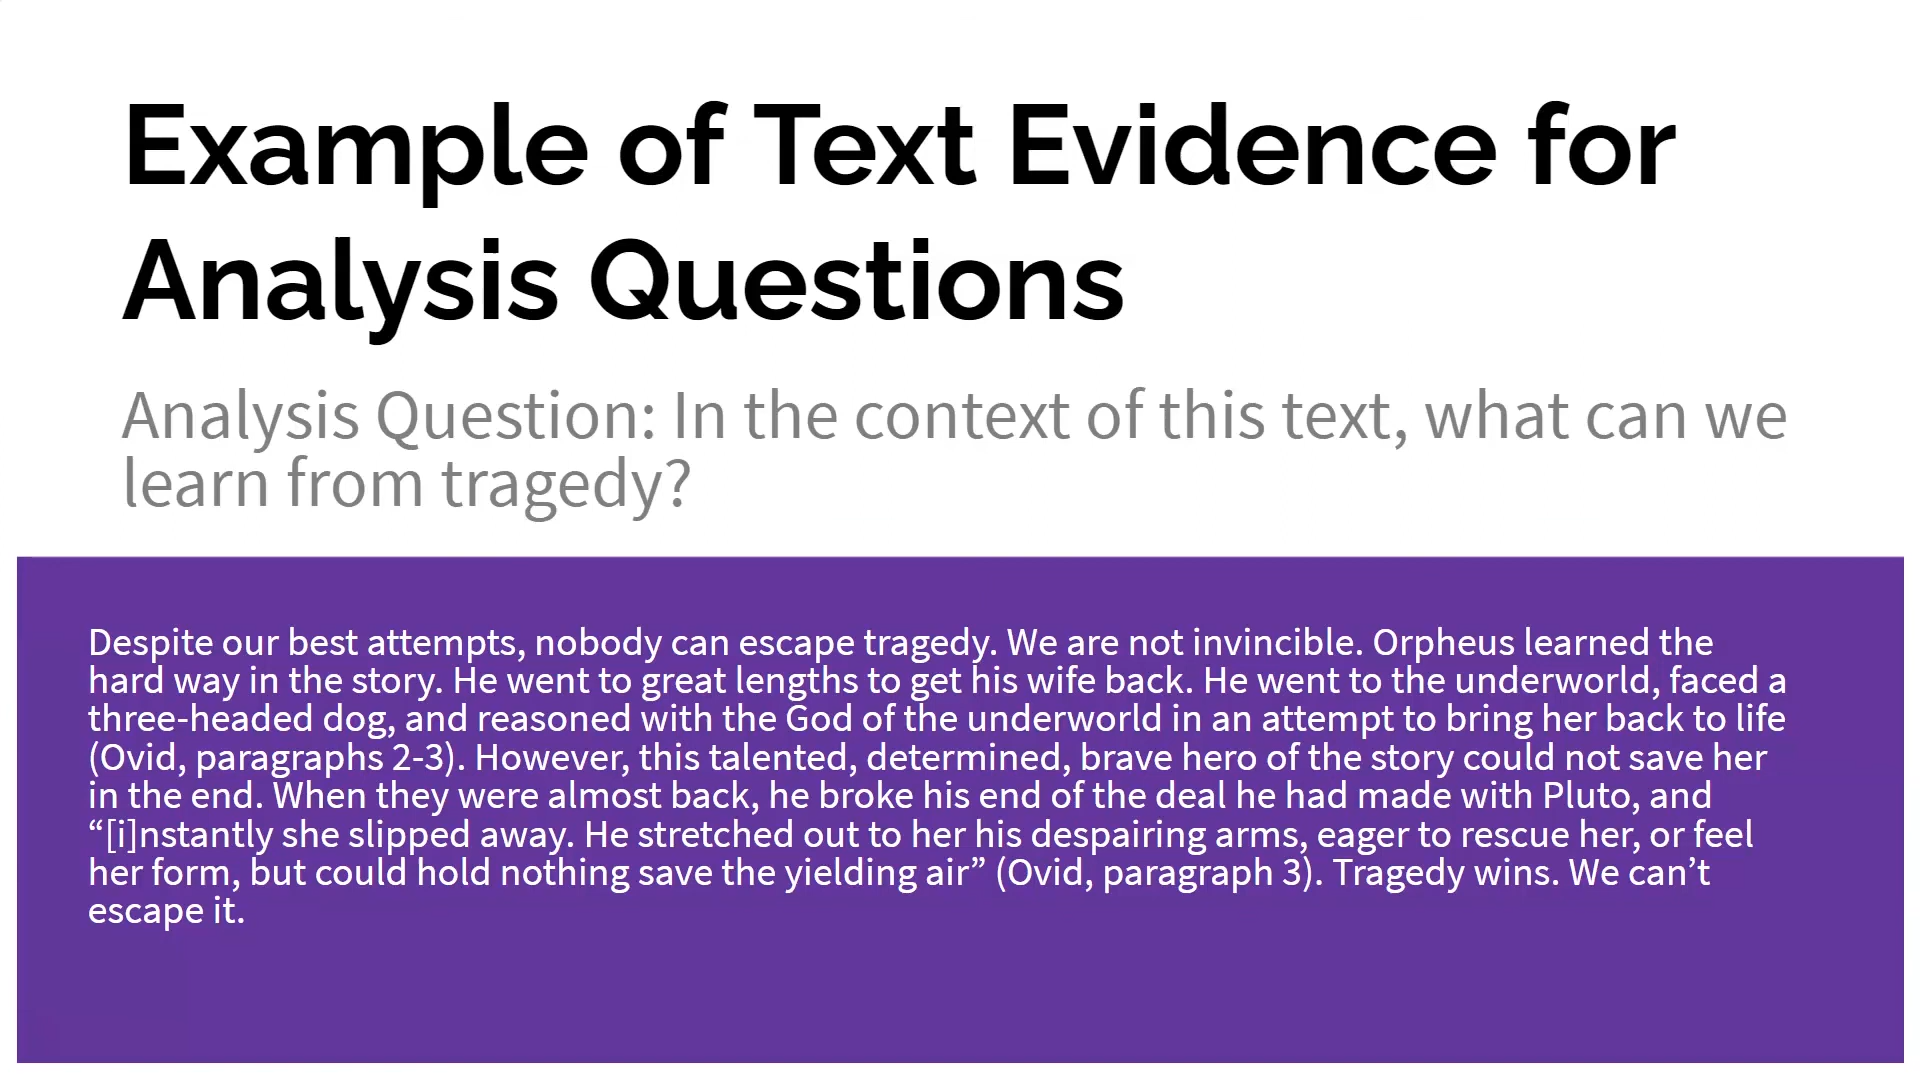 Example of Text Evidence for
Analysis Questions
Analysis Question: In the context of this text, what can we
learn from tragedy?
Despite our best attempts, nobody can escape tragedy. We are not invincible. Orpheus learned the
hard way in the story. He went to great lengths to get his wife back. He went to the underworld, faced a
three-headed dog, and reasoned with the God of the underworld in an attempt to bring her back to life
(Ovid, paragraphs 2-3). However, this talented, determined, brave hero of the story could not save her
in the end. When they were almost back, he broke his end of the deal he had made with Pluto, and
“[i]nstantly she slipped away. He stretched out to her his despairing arms, eager to rescue her, or feel
her form, but could hold nothing save the yielding air” (Ovid, paragraph 3). Tragedy wins. We can’t
escape it.